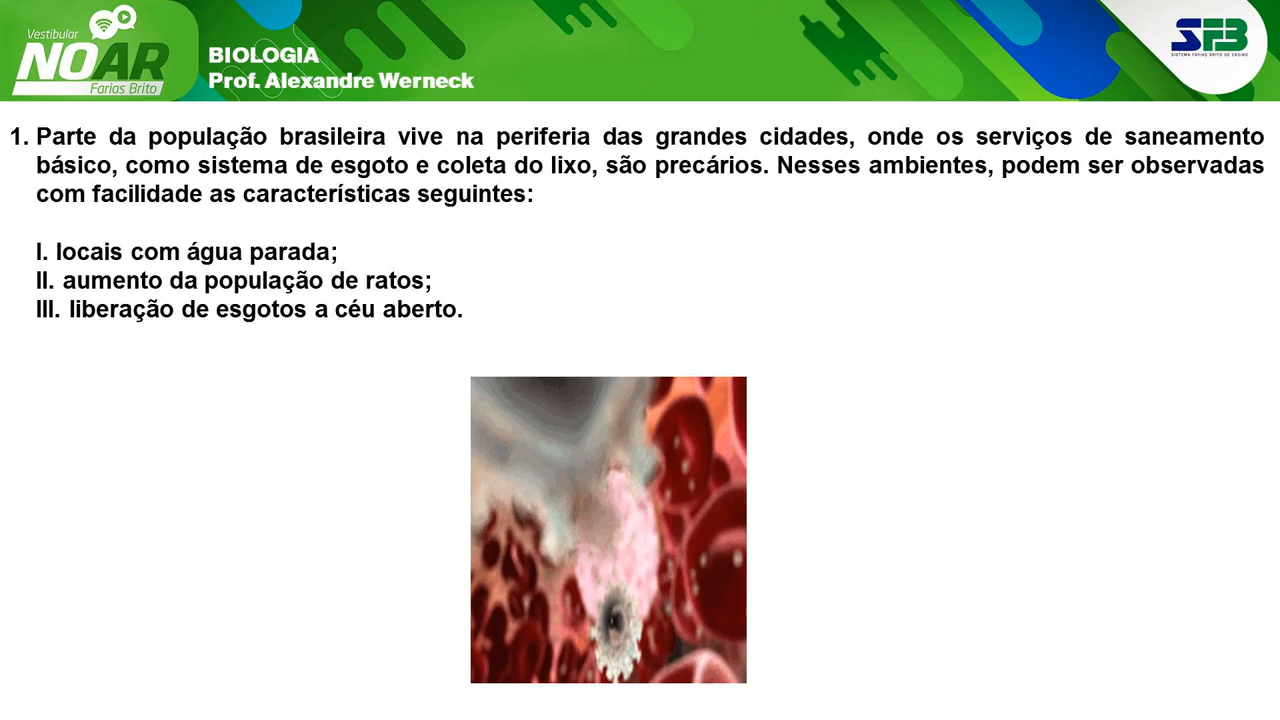 Vestibular
NOAR
Farias Brito
BIOLOGIA
Prof. Alexandre Werneck
SFB
SISTEMA FARIAS BRITO DE ENSINO
1. Parte da população brasileira vive na periferia das grandes cidades, onde os serviços de saneamento
básico, como sistema de esgoto e coleta do lixo, são precários. Nesses ambientes, podem ser observadas
com facilidade as características seguintes:
I. locais com água parada;
II. aumento da população de ratos;
III. liberação de esgotos a céu aberto.